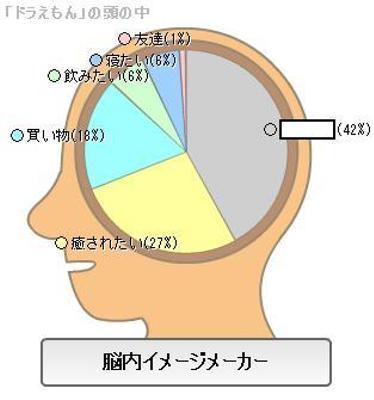 「ドラえもん」の頭の中
友達(1%)
寝たい(6%)
飲みたい(6%)
(42%)
買い物(18%)
癒されたい(27%)
脳内イメージメーカー